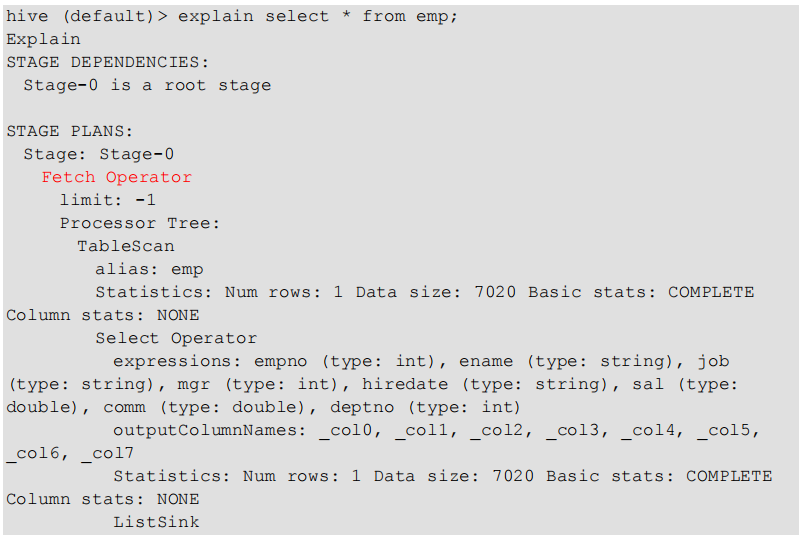 hive (default)> explain select * from emp;
Explain
STAGE DEPENDENCIES:
  Stage-0 is a root stage

STAGE PLANS:
  Stage: Stage-0
    Fetch Operator
      limit: -1
      Processor Tree:
        TableScan
          alias: emp
          Statistics: Num rows: 1 Data size: 7020 Basic stats: COMPLETE
Column stats: NONE
          Select Operator
            expressions: empno (type: int), ename (type: string), job
(type: string), mgr (type: int), hiredate (type: string), sal (type:
double), comm (type: double), deptno (type: int)
            outputColumnNames: _col0, _col1, _col2, _col3, _col4, _col5,
_col6, _col7
            Statistics: Num rows: 1 Data size: 7020 Basic stats: COMPLETE
Column stats: NONE
            ListSink